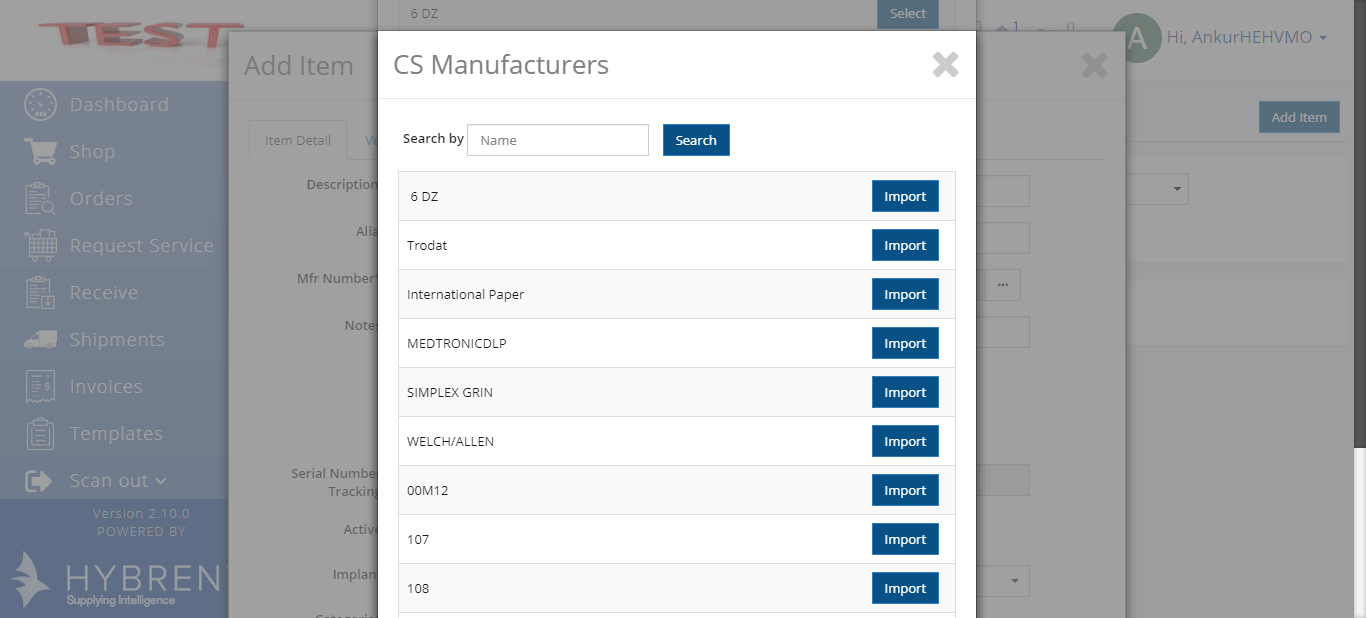 6 DZ
Select
TEST
1
0
A
Hi, AnkurHEHVMO
Add Item
CS Manufacturers
Dashboard
Add Item
Item Detail
Search by
Name
Search
Shop
Description
6 DZ
Import
Orders
Alia
Trodat
Import
Request Service
Mfr Number*
International Paper
Import
...
Receive
Notes
MEDTRONICDLP
Import
Shipments
SIMPLEX GRIN
Import
Invoices
WELCH/ALLEN
Import
Templates
Serial Number
Tracking
00M12
Import
Scan out
Version 2.10.0
POWERED BY
Active
107
Import
HYBRENT
Supplying Intelligence
Implan
108
Import